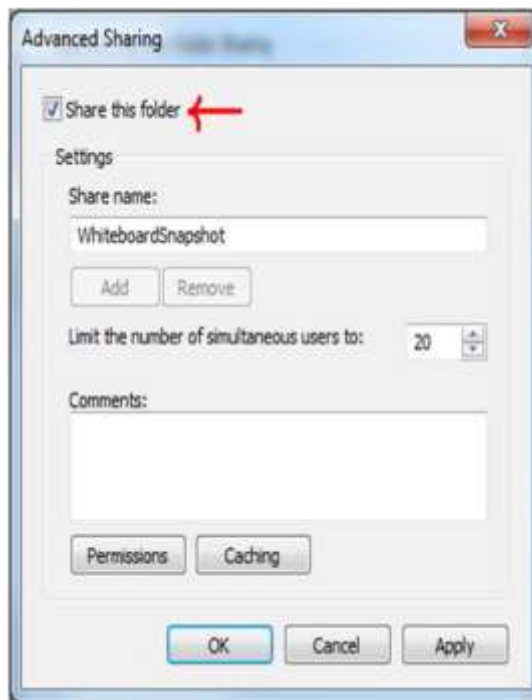 Advanced Sharing
Share this folder
Settings
Share name:
WhiteboardSnapshot
Add Remove
Limit the number of simultaneous users to: 20
Comments:
Permissions Caching
OK Cancel Apply